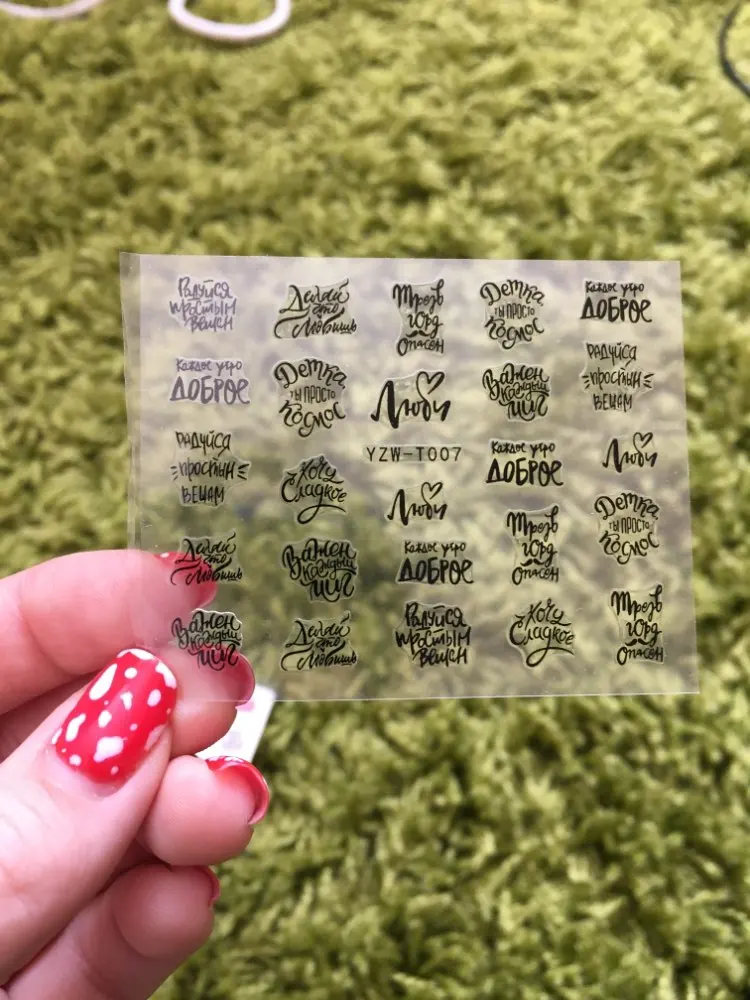 Радуйся
простым
вещам
Делай
что
Любишь
Трезв
горд
опасен
Детка,
ты просто
Космос
Каждое утро
ДОБРОЕ
Каждое утро
ДОБРОЕ
Детка,
ты просто
Космос
Люби
Важен
каждый
миг
РАДУЙСЯ
простым
ВЕЩАМ
РАДУЙСЯ
простым
ВЕЩАМ
Хочу
Сладкое
YZW-T007
Каждое утро
ДОБРОЕ
Люби
Люби
Делай
что
Любишь
Важен
каждый
миг
Каждое утро
ДОБРОЕ
Трезв
горд
опасен
Детка,
ты просто
Космос
Важен
каждый
миг
Делай
что
Любишь
Радуйся
простым
вещам
Хочу
Сладкое
Трезв
горд
опасен